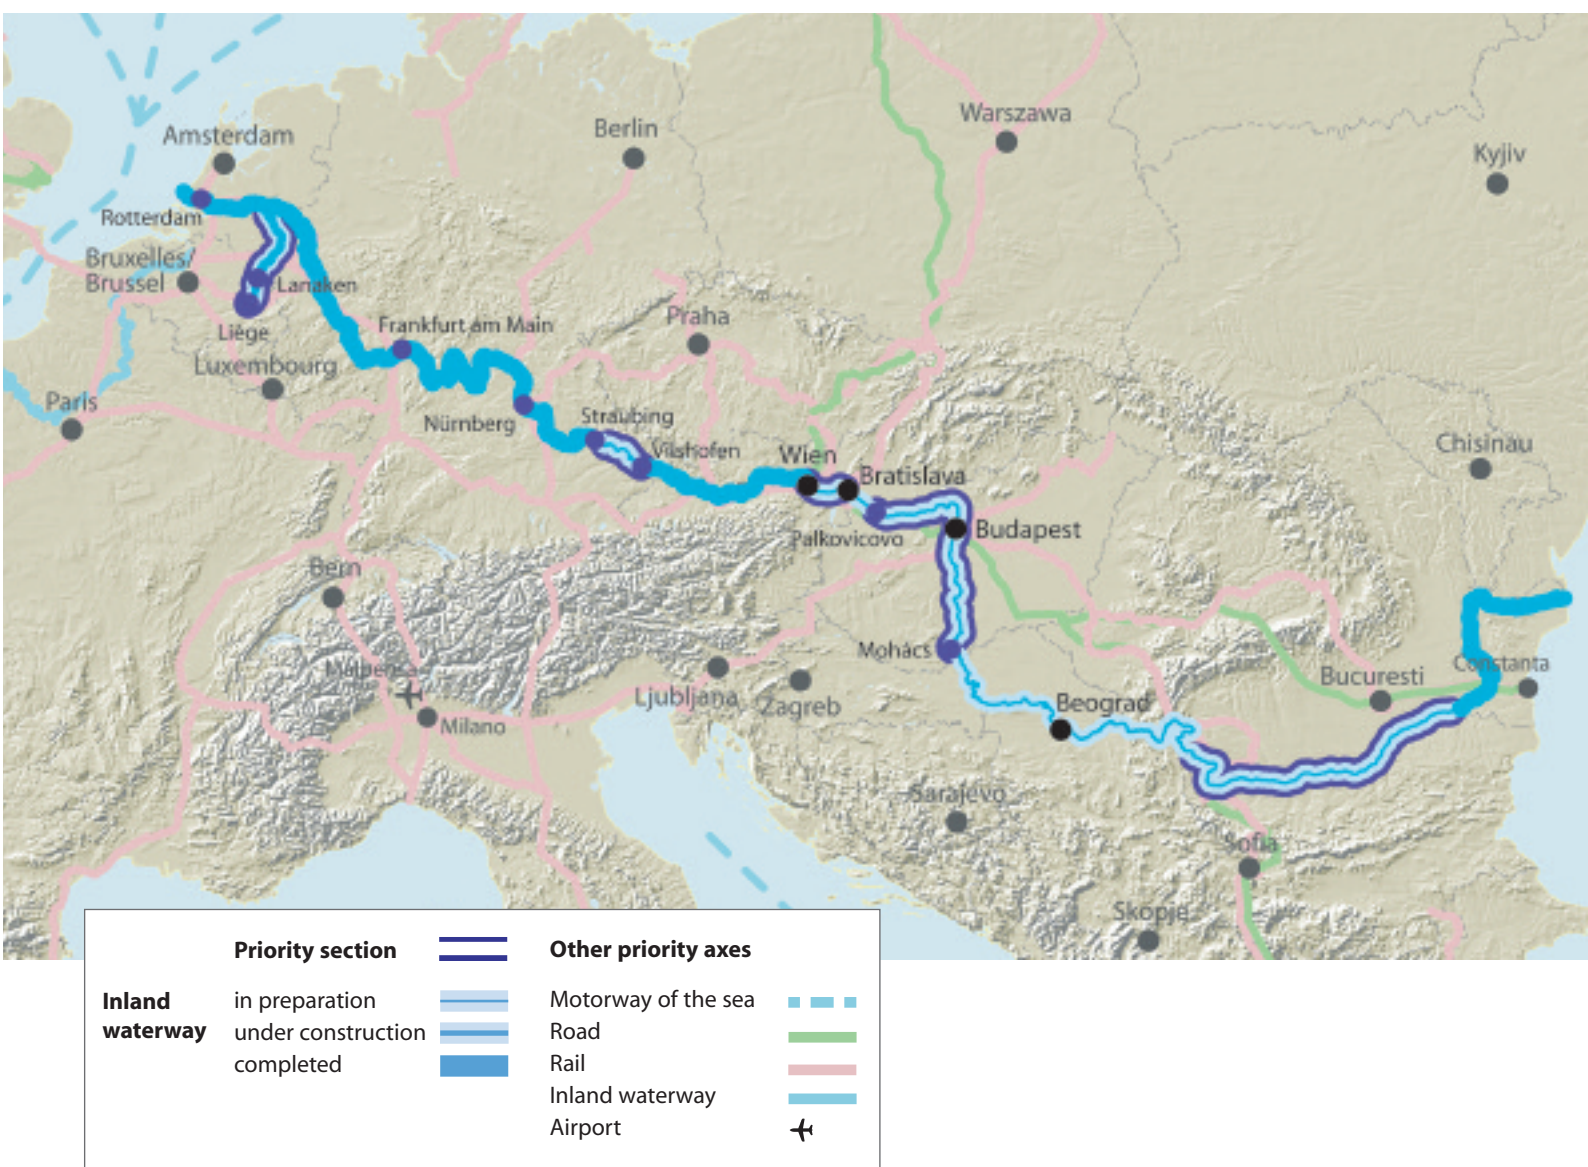 Amsterdam
Berlin
Warszawa
Kyjiv
Rotterdam
Bruxelles/
Brussel
Lanaken
Liège
Frankfurt am Main
Praha
Luxembourg
Paris
Nürnberg
Straubing
Vilshofen
Wien
Bratislava
Chisinau
Palkovicovo
Budapest
Bern
Mohács
Malpensa
Ljubljana
Zagreb
Milano
Beograd
Bucuresti
Constanta
Sarajevo
Sofia
Skopje
Priority section
Other priority axes
Inland
waterway
in preparation
under construction
completed
Motorway of the sea
Road
Rail
Inland waterway
Airport